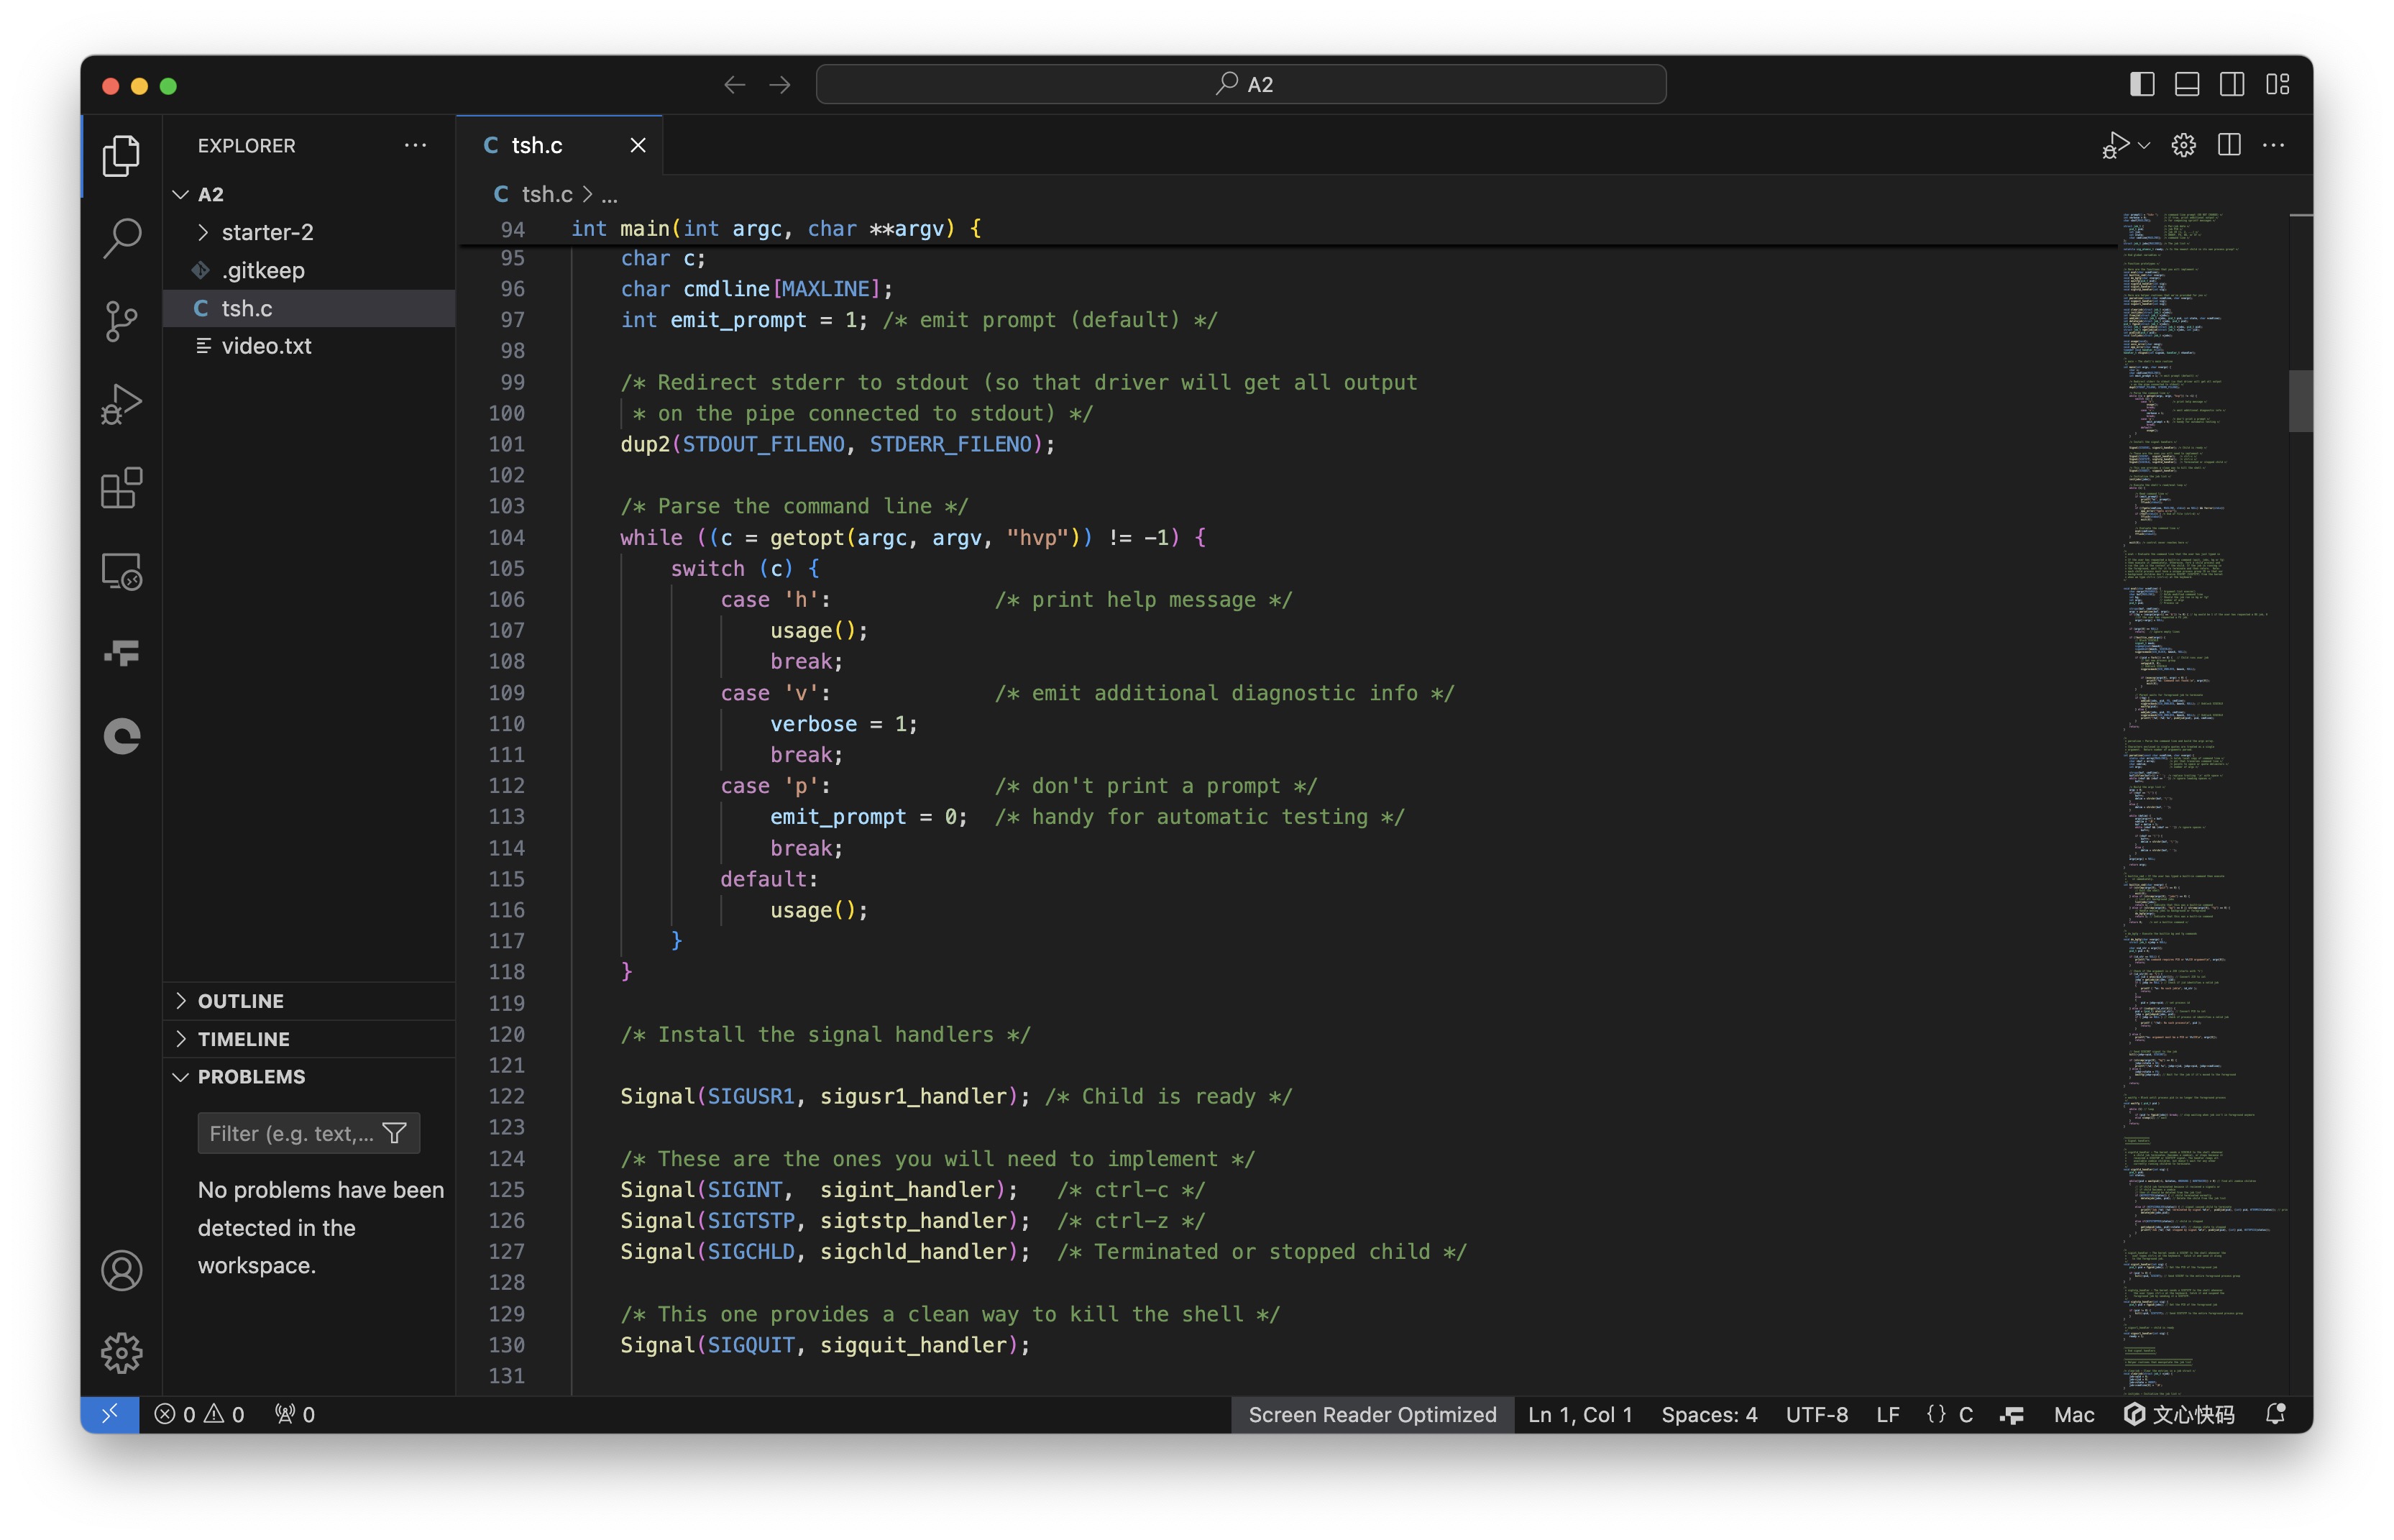 A2
EXPLORER
A2
starter-2
.gitkeep
C tsh.c
video.txt
OUTLINE
TIMELINE
PROBLEMS
Filter (e.g. text,...
No problems have been
detected in the
workspace.
C tsh.c
C tsh.c > ...
94 int main(int argc, char **argv) {
95 char c;
96 char cmdline[MAXLINE];
97 int emit_prompt = 1; /* emit prompt (default) */
98
99 /* Redirect stderr to stdout (so that driver will get all output
100 * on the pipe connected to stdout) */
101 dup2(STDOUT_FILENO, STDERR_FILENO);
102
103 /* Parse the command line */
104 while ((c = getopt(argc, argv, "hvp")) != -1) {
105 switch (c) {
106 case 'h': /* print help message */
107 usage();
108 break;
109 case 'v': /* emit additional diagnostic info */
110 verbose = 1;
111 break;
112 case 'p': /* don't print a prompt */
113 emit_prompt = 0; /* handy for automatic testing */
114 break;
115 default:
116 usage();
117 }
118 }
119
120 /* Install the signal handlers */
121
122 Signal(SIGUSR1, sigusr1_handler); /* Child is ready */
123
124 /* These are the ones you will need to implement */
125 Signal(SIGINT, sigint_handler); /* ctrl-c */
126 Signal(SIGTSTP, sigtstp_handler); /* ctrl-z */
127 Signal(SIGCHLD, sigchld_handler); /* Terminated or stopped child */
128
129 /* This one provides a clean way to kill the shell */
130 Signal(SIGQUIT, sigquit_handler);
131
0 0 0 Screen Reader Optimized Ln 1, Col 1 Spaces: 4 UTF-8 LF {} C Mac 文心快码